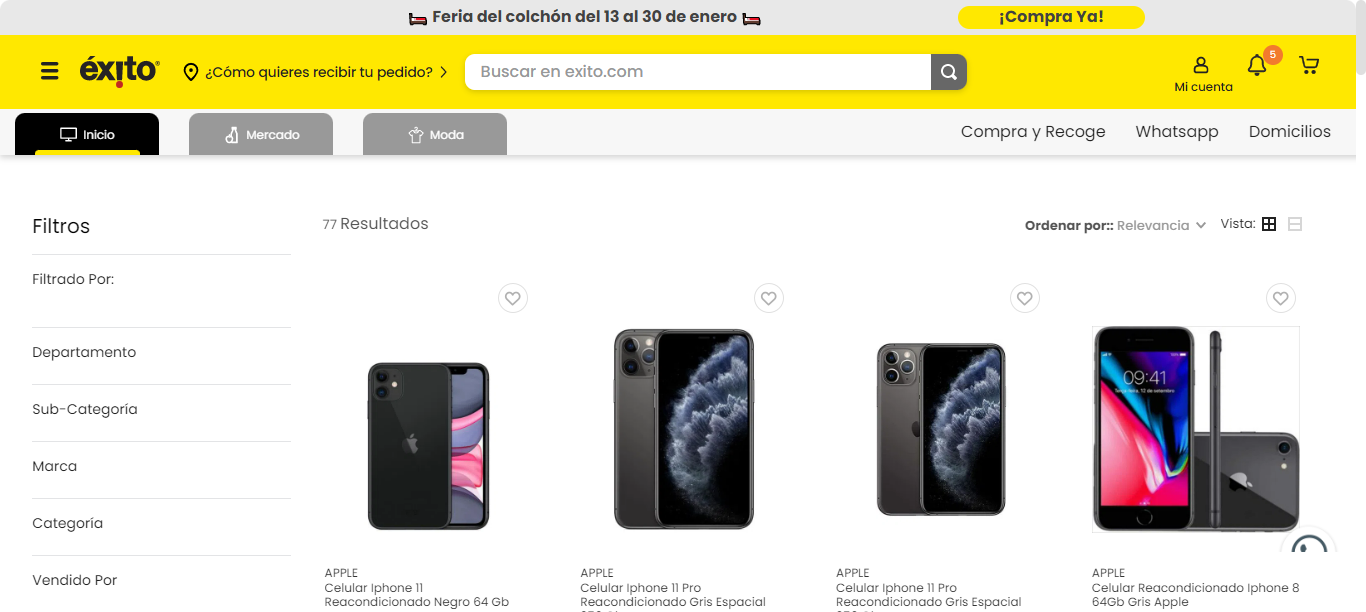 Feria del colchón del 13 al 30 de enero
¡Compra Ya!
éxito
¿Cómo quieres recibir tu pedido?
Buscar en exito.com
Mi cuenta
5
Inicio
Mercado
Moda
Compra y Recoge
Whatsapp
Domicilios
Filtros
77 Resultados
Ordenar por:: Relevancia
Vista:
Filtrado Por:
Departamento
Sub-Categoría
Marca
Categoría
Vendido Por
09:41
APPLE
Celular Iphone 11
Reacondicionado Negro 64 Gb
APPLE
Celular Iphone 11 Pro
Reacondicionado Gris Espacial
APPLE
Celular Iphone 11 Pro
Reacondicionado Gris Espacial
APPLE
Celular Reacondicionado Iphone 8
64Gb Gris Apple